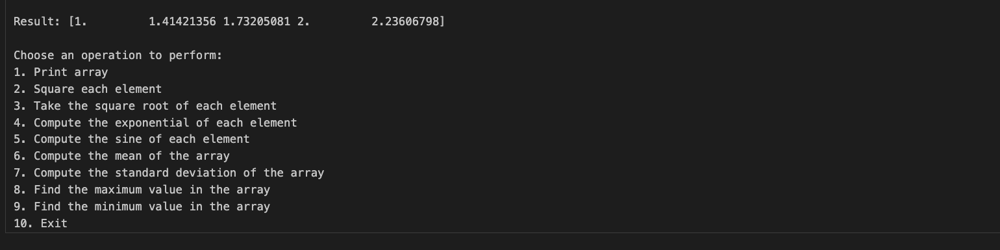 Result: [1.         1.41421356 1.73205081 2.         2.23606798]
Choose an operation to perform:
1. Print array
2. Square each element
3. Take the square root of each element
4. Compute the exponential of each element
5. Compute the sine of each element
6. Compute the mean of the array
7. Compute the standard deviation of the array
8. Find the maximum value in the array
9. Find the minimum value in the array
10. Exit